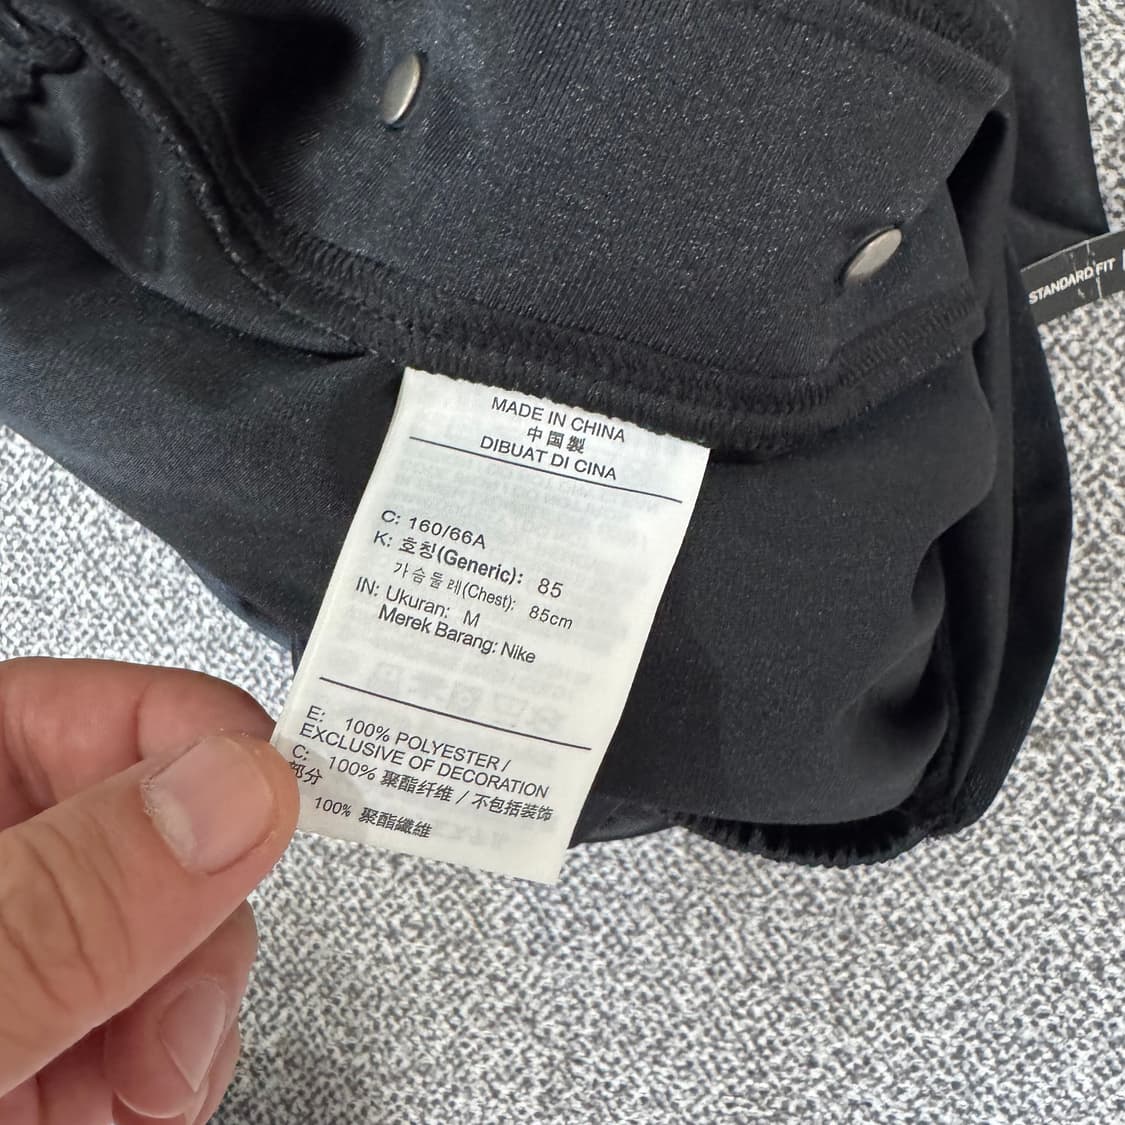 STANDARD FIT
MADE IN CHINA
中国製
DIBUAT DI CINA
C: 160/66A
K: 호칭(Generic): 85
가슴둘레(Chest): 85cm
IN: Ukuran: M
Merek Barang: Nike
E: 100% POLYESTER /
EXCLUSIVE OF DECORATION
C: 100% 聚酯纤维 / 不包括装饰
部分
100% 聚酯纖維